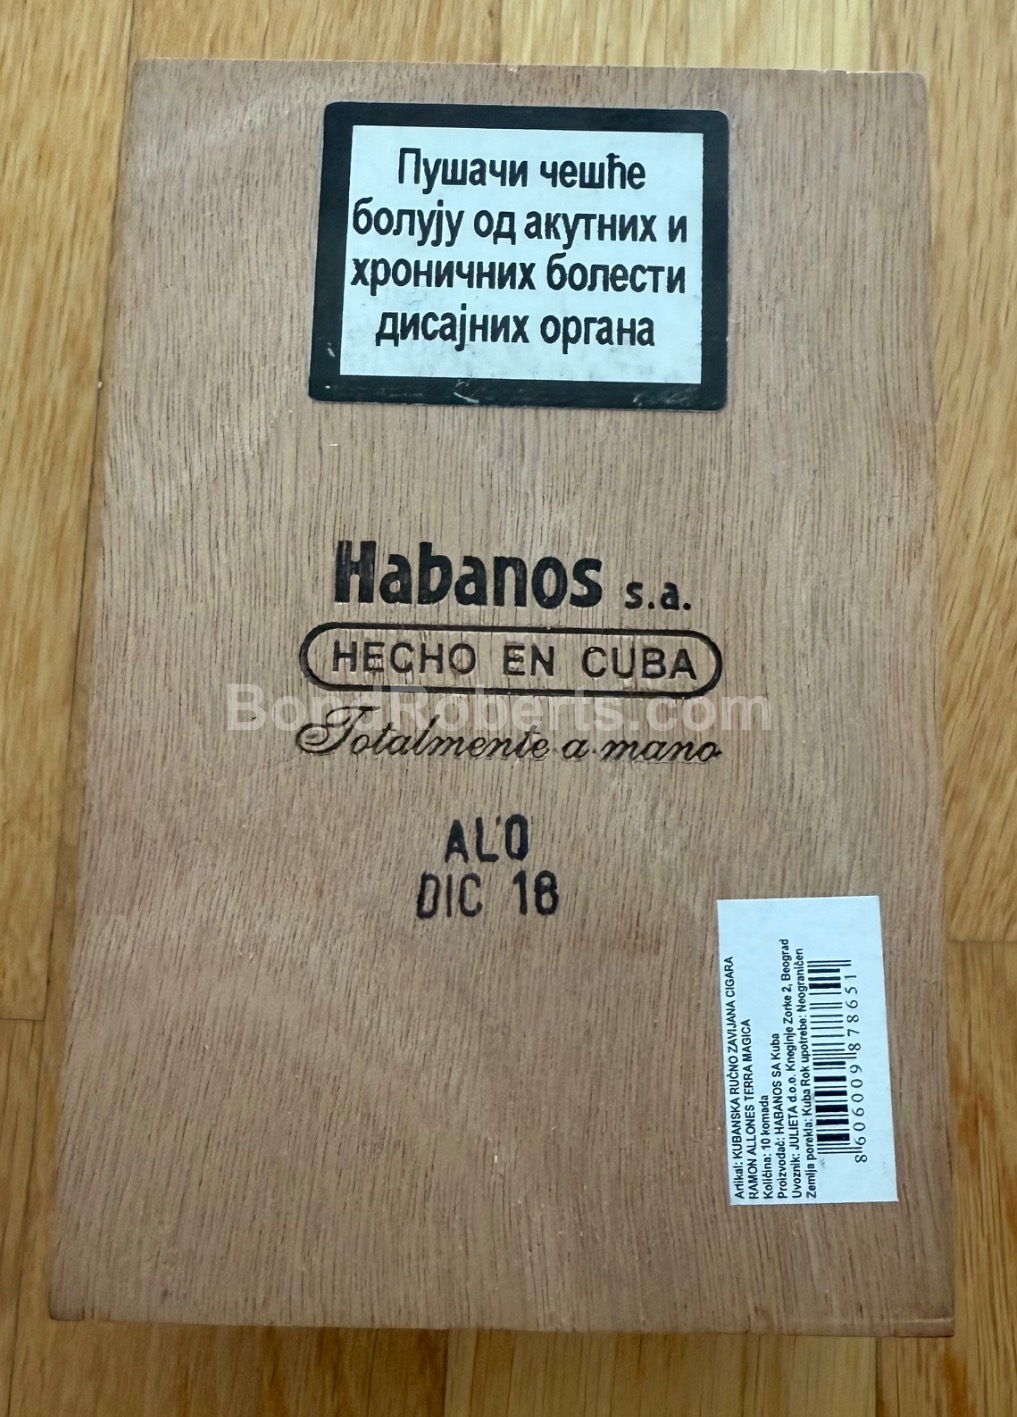 Пушачи чешће
болују од акутних и
хроничних болести
дисајних органа
Habanos s.a.
HECHO EN CUBA
BondRoberts.com
Totalmente a mano
ALO
DIC 18
Artikal: KUBANSKA RUČNO ZAVIJANA CIGARA
RAMON ALLONES TERRA MAGICA
Količina: 10 komada
Proizvođač: HABANOS SA Kuba
Uvoznik: JULIETA d.o.o. Kneginje Zorke 2, Beograd
Zemlja porekla: Kuba Rok upotrebe: Neograničen
8606009878651